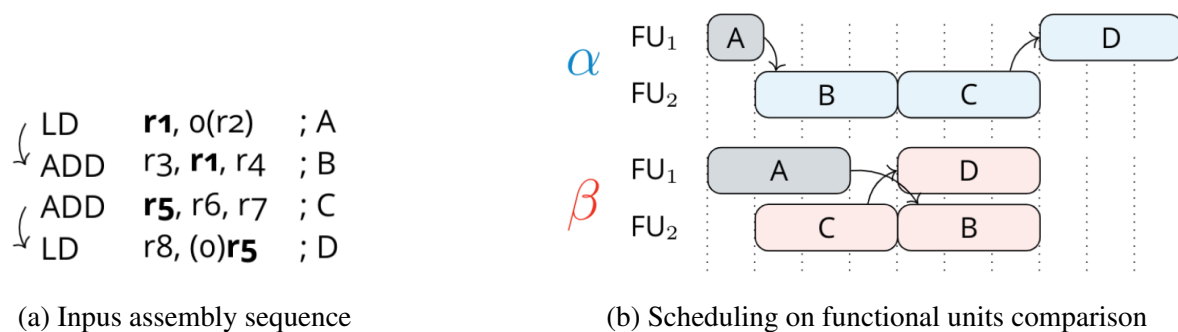 LD r1, 0(r2) ; A
ADD r3, r1, r4 ; B
ADD r5, r6, r7 ; C
LD r8, (0)r5 ; D
(a) Inpus assembly sequence
α
FU1 A D
FU2 B C
β
FU1 A D
FU2 C B
(b) Scheduling on functional units comparison